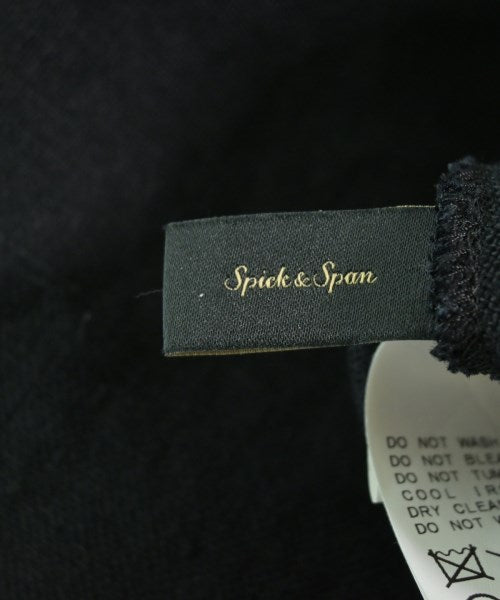 Spick & Span
DO NOT WASH
DO NOT BLEA
DO NOT TUM
COOL IR
DRY CLEA
DO NOT W